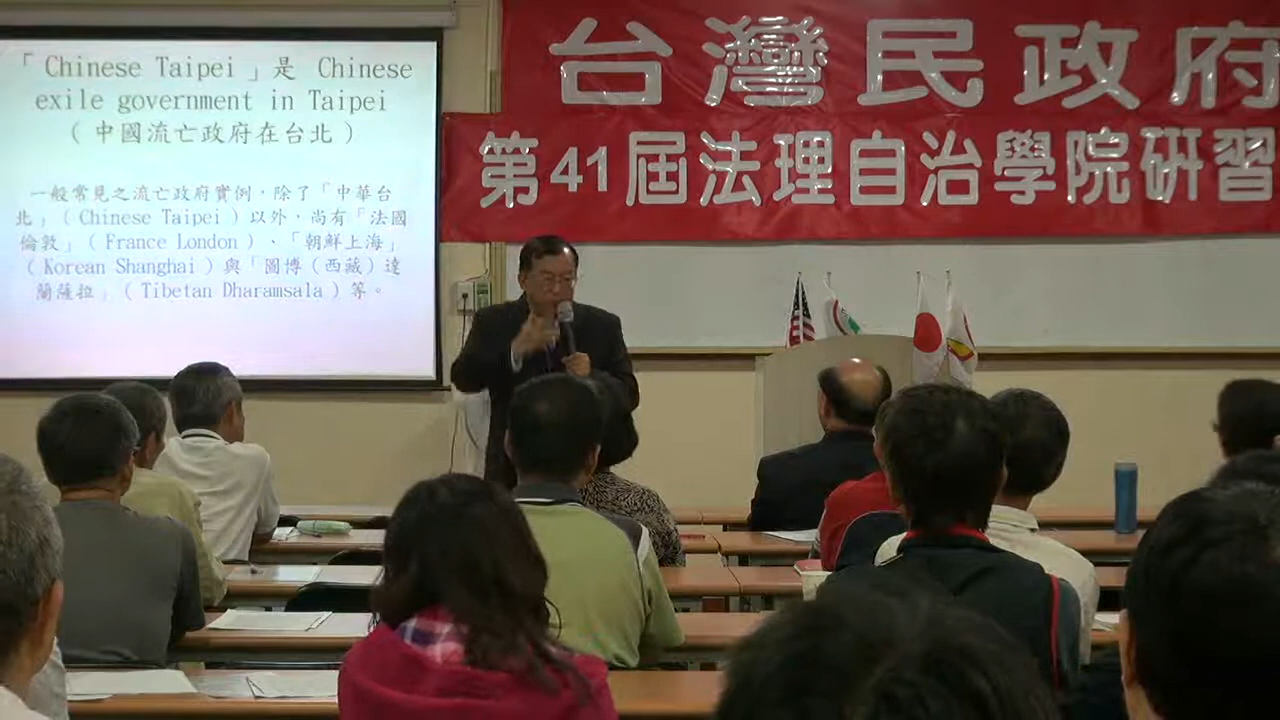 「Chinese Taipei」是 Chinese
exile government in Taipei
(中國流亡政府在台北)
一般常見之流亡政府實例，除了「中華台
北」(Chinese Taipei)以外，尚有「法國
倫敦」(France London)、「朝鮮上海」
(Korean Shanghai)與「圖博(西藏)達
蘭薩拉」(Tibetan Dharamsala)等。
台灣民政府
第41屆法理自治學院研習